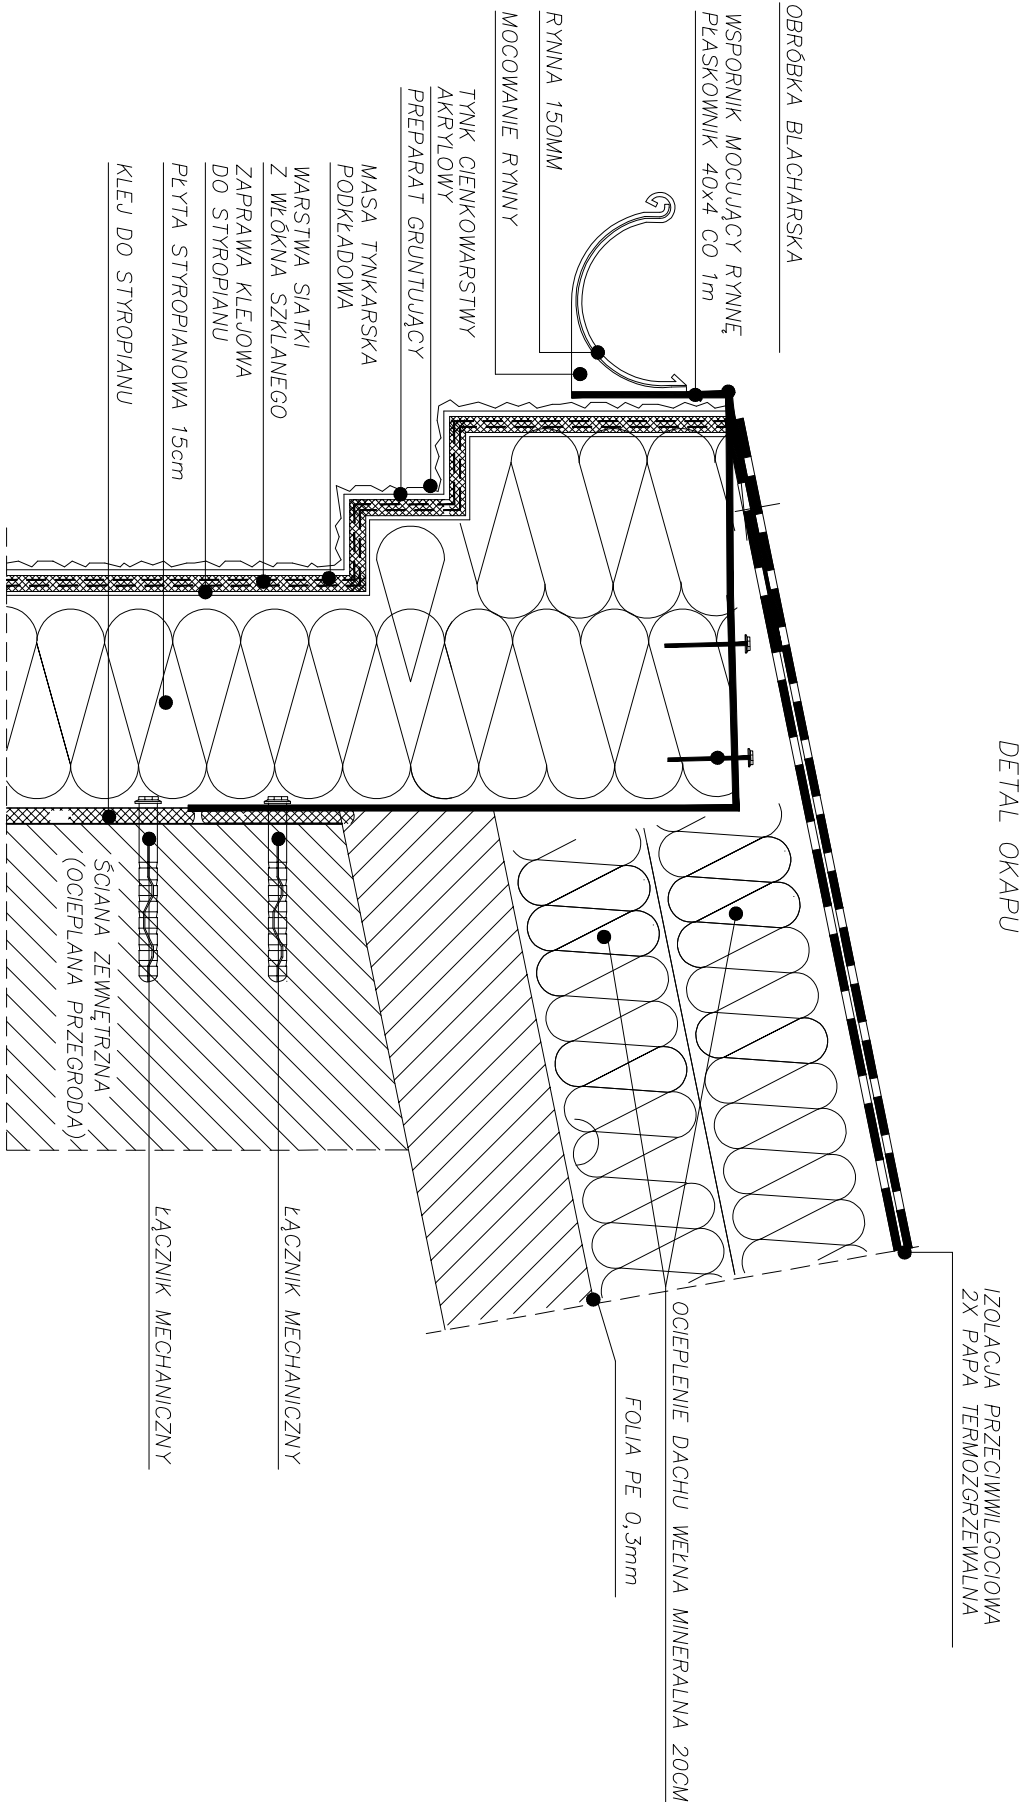 DETAL OKAPU
OBRÓBKA BLACHARSKA
WSPORNIK MOCUJĄCY RYNNĘ
PŁASKOWNIK 40x4 CO 1m
RYNNA 150MM
MOCOWANIE RYNNY
TYNK CIENKOWARSTWY
AKRYLOWY
PREPARAT GRUNTUJĄCY
MASA TYNKARSKA
PODKŁADOWA
WARSTWA SIATKI
Z WŁÓKNA SZKLANEGO
ZAPRAWA KLEJOWA
DO STYROPIANU
PŁYTA STYROPIANOWA 15cm
KLEJ DO STYROPIANU
IZOLACJA PRZECIWWILGOCIOWA
2X PAPA TERMOZGRZEWALNA
OCIEPLENIE DACHU WEŁNA MINERALNA 20CM
FOLIA PE 0,3mm
ŁĄCZNIK MECHANICZNY
ŁĄCZNIK MECHANICZNY
ŚCIANA ZEWNĘTRZNA
(OCIEPLANA PRZEGRODA)